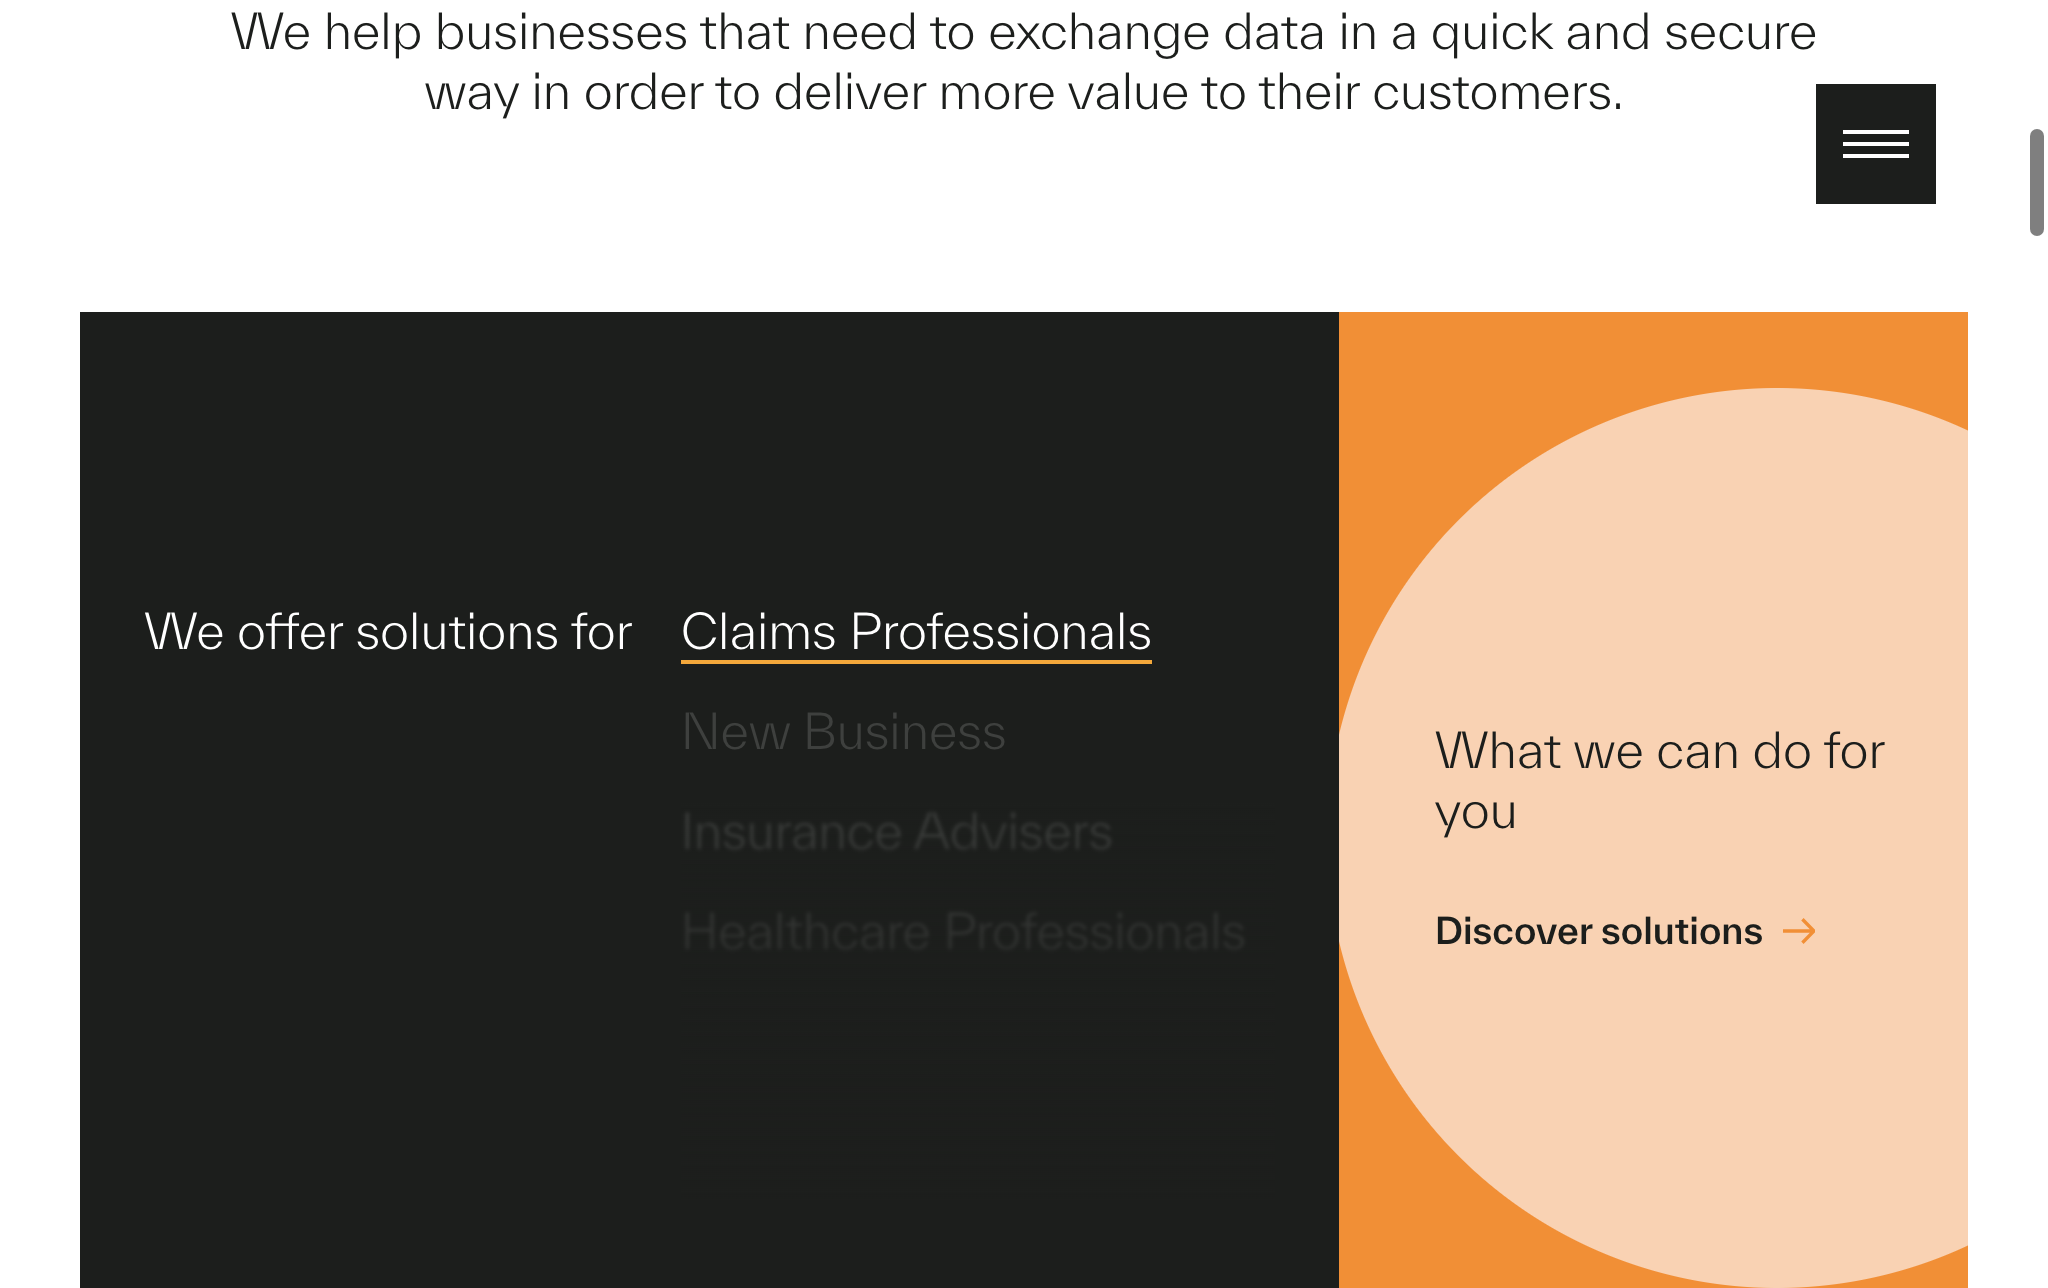 We help businesses that need to exchange data in a quick and secure
way in order to deliver more value to their customers.
We offer solutions for Claims Professionals
New Business
Insurance Advisers
Healthcare Professionals
What we can do for
you
Discover solutions →